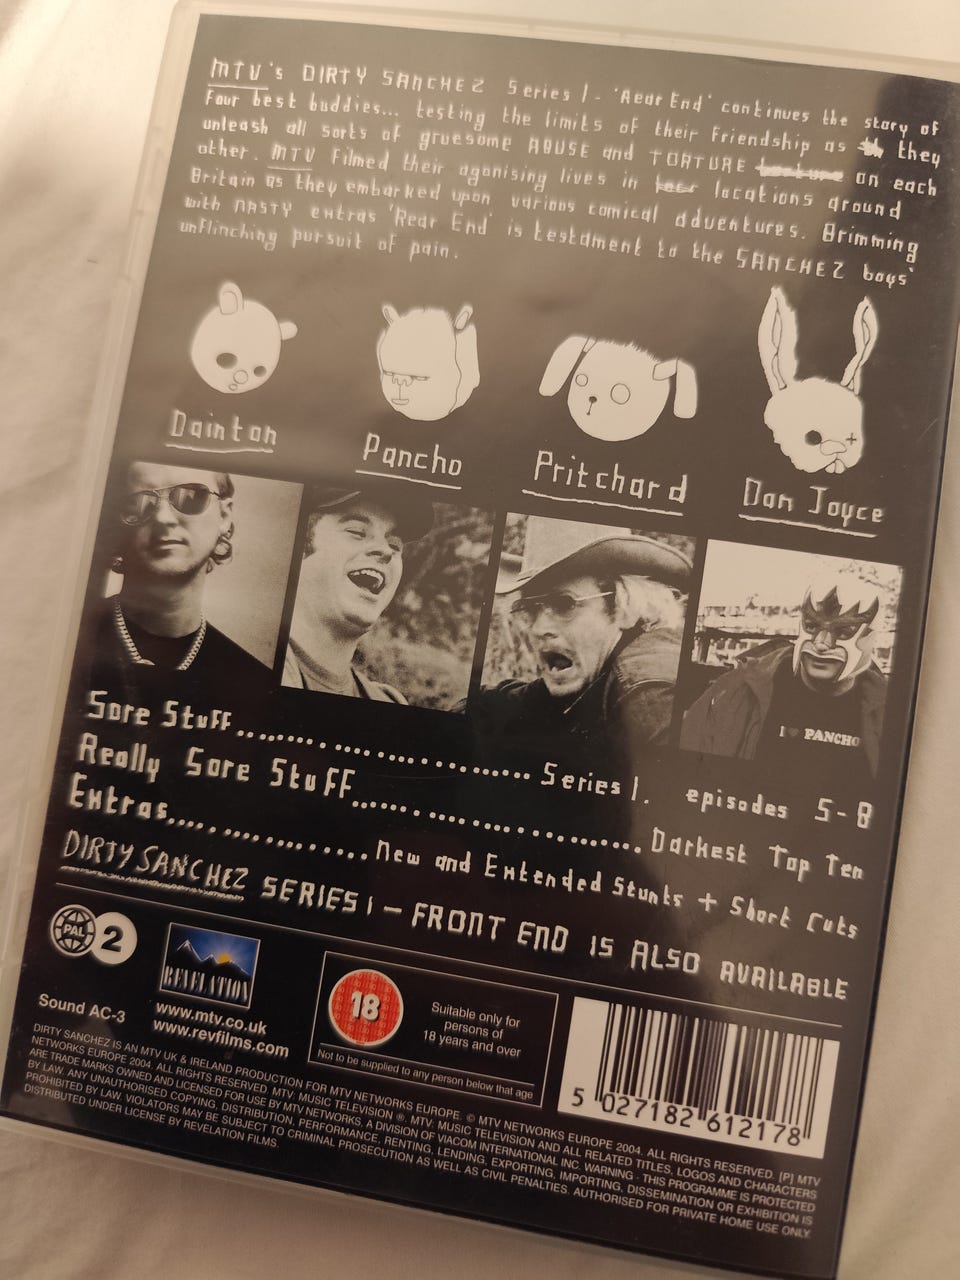 MTV's DIRTY SANCHEZ Series 1 - 'Rear End' continues the story of
Four best buddies... testing the limits of their friendship as th they
unleash all sorts of gruesome ABUSE and TORTURE torture on each
other. MTV Filmed their agonising lives in locations around
Britain as they embarked upon various comical adventures. Brimming
with NASTY extras 'Rear End' is testament to the SANCHEZ boys'
unflinching pursuit of pain.
Dainton
Pancho
Pritchard
Dan Joyce
I ♥ PANCHO
Sore Stuff.................... Series 1. episodes 5-8
Really Sore Stuff....................... Darkest Top Ten
Extras.................. New and Extended Stunts + Short Cuts
DIRTY SANCHEZ SERIES 1 - FRONT END IS ALSO AVAILABLE
PAL 2
REVELATION
Sound AC-3
www.mtv.co.uk
www.revfilms.com
18
Suitable only for
persons of
18 years and over
Not to be supplied to any person below that age
5 027182 612178
DIRTY SANCHEZ IS AN MTV UK & IRELAND PRODUCTION FOR MTV NETWORKS EUROPE. © MTV NETWORKS EUROPE 2004. ALL RIGHTS RESERVED. [P] MTV
NETWORKS EUROPE 2004. ALL RIGHTS RESERVED. MTV MUSIC TELEVISION ®. MTV. MUSIC TELEVISION AND ALL RELATED TITLES, LOGOS AND CHARACTERS
ARE TRADE MARKS OWNED AND LICENSED FOR USE BY MTV NETWORKS, A DIVISION OF VIACOM INTERNATIONAL INC. WARNING - THIS PROGRAMME IS PROTECTED
BY LAW. ANY UNAUTHORISED COPYING, DISTRIBUTION, PERFORMANCE, RENTING, LENDING, EXPORTING, IMPORTING, DISSEMINATION OR EXHIBITION IS
PROHIBITED BY LAW. VIOLATORS MAY BE SUBJECT TO CRIMINAL PROSECUTION AS WELL AS CIVIL PENALTIES. AUTHORISED FOR PRIVATE HOME USE ONLY.
DISTRIBUTED UNDER LICENSE BY REVELATION FILMS.